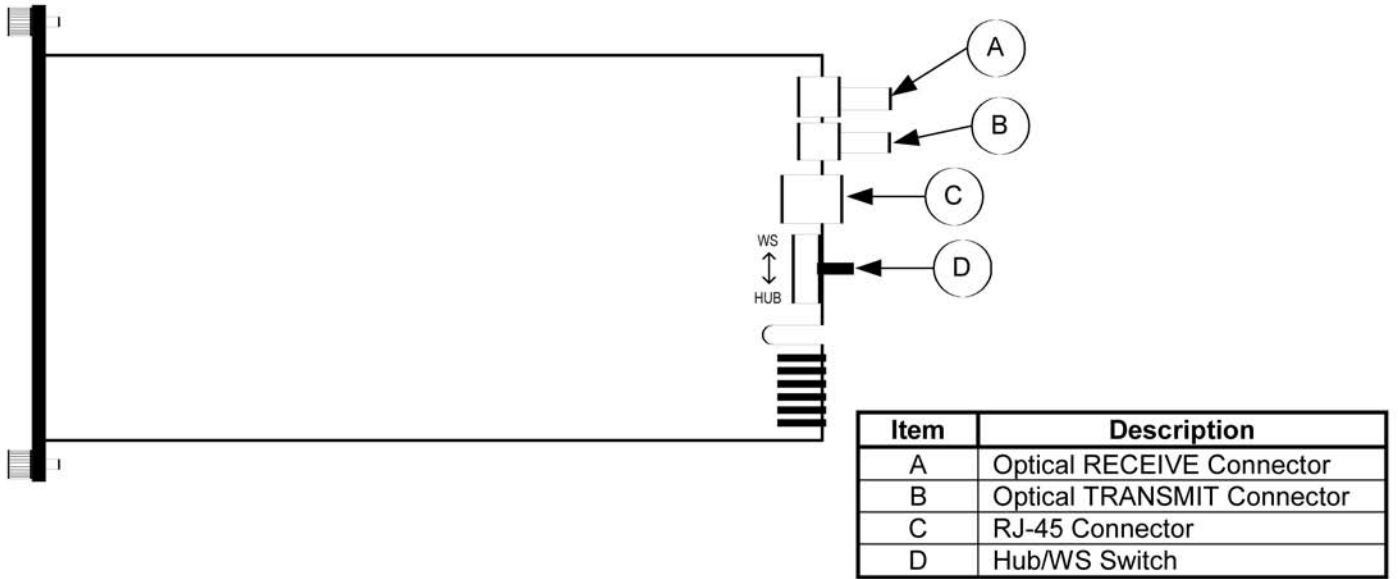 A
B
C
WS
D
HUB
Item Description
A Optical RECEIVE Connector
B Optical TRANSMIT Connector
C RJ-45 Connector
D Hub/WS Switch